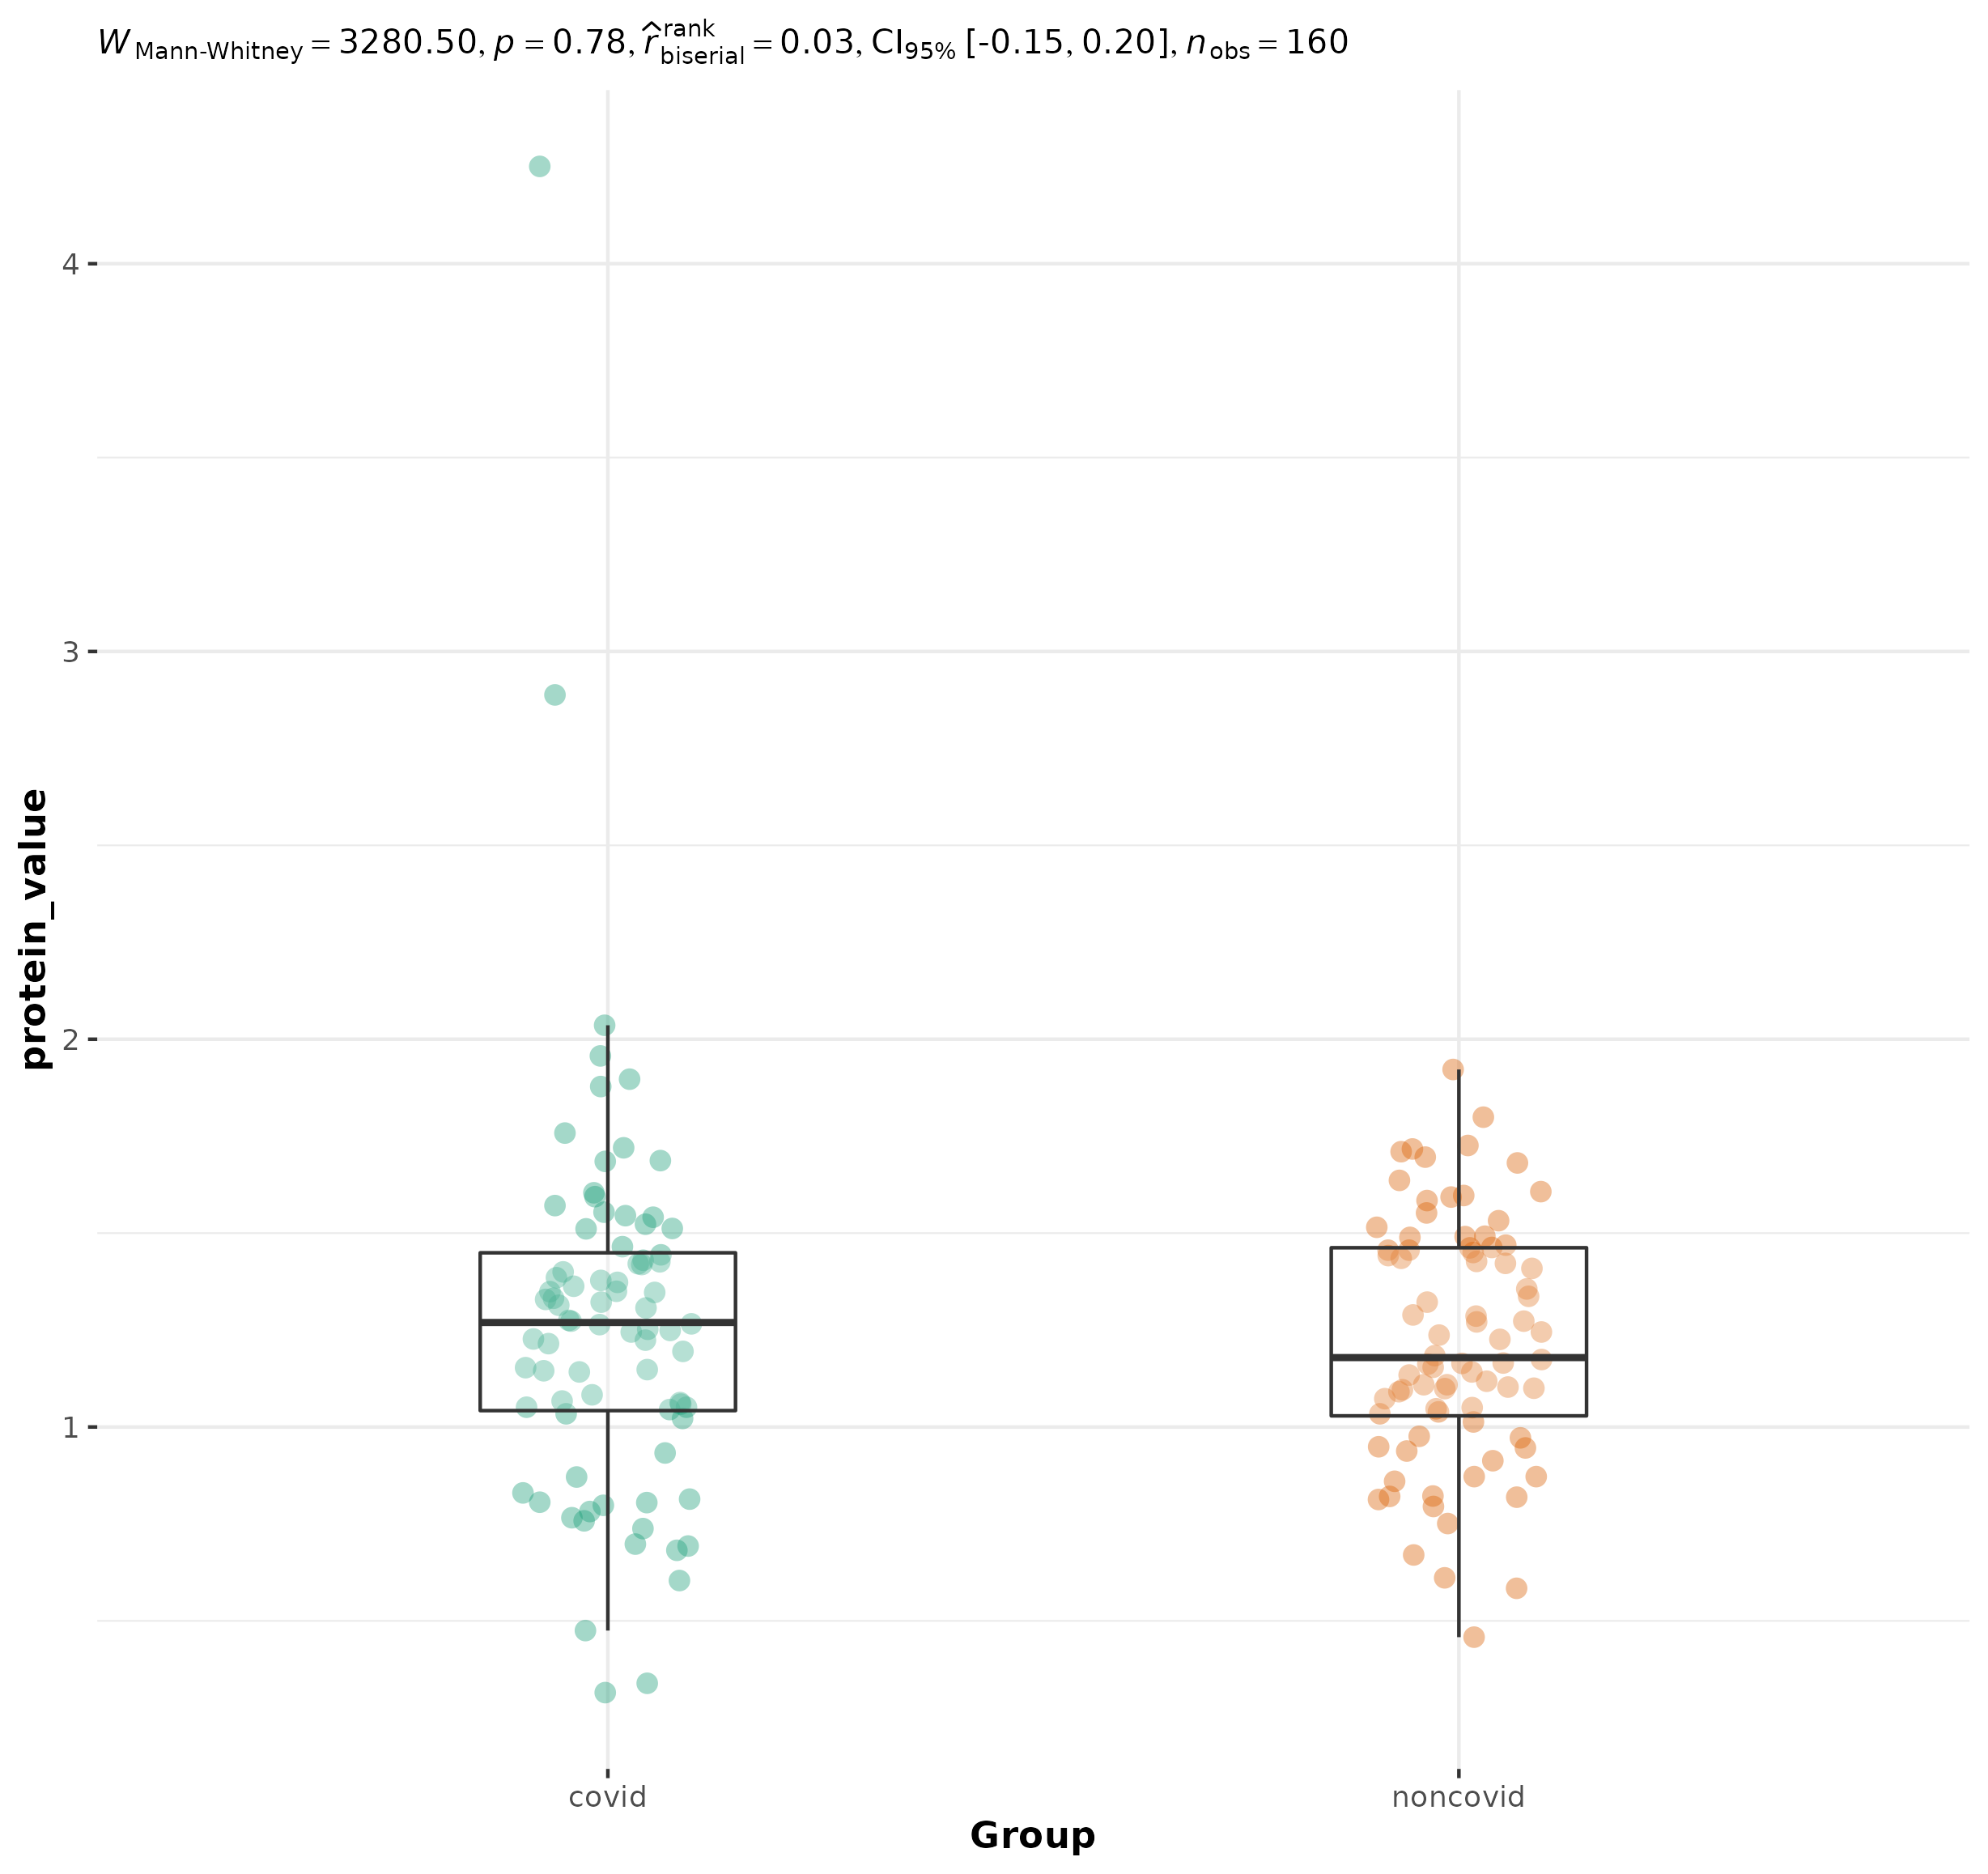 W Mann-Whitney = 3280.50, p = 0.78, r̂ rank biserial = 0.03, CI95% [-0.15, 0.20], nobs = 160
4
3
2
1
protein_value
covid noncovid
Group